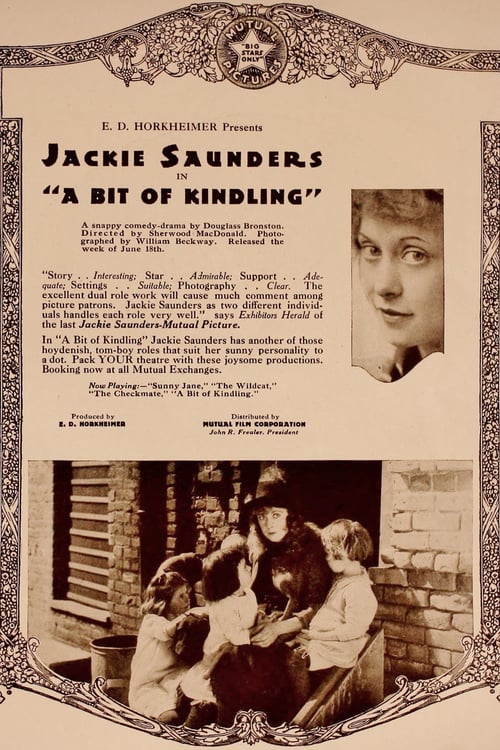 MUTUAL
"BIG
STARS
ONLY"
PICTURES
E. D. HORKHEIMER Presents
JACKIE SAUNDERS
IN
"A BIT OF KINDLING"
A snappy comedy-drama by Douglass Bronston.
Directed by Sherwood MacDonald. Photo-
graphed by William Beckway. Released the
week of June 18th.
"Story . . Interesting; Star . . Admirable; Support . . Ade-
quate; Settings . . Suitable; Photography . . Clear. The
excellent dual role work will cause much comment among
picture patrons. Jackie Saunders as two different individ-
uals handles each role very well." says Exhibitors Herald of
the last Jackie Saunders-Mutual Picture.
In "A Bit of Kindling" Jackie Saunders has another of those
hoydenish, tom-boy roles that suit her sunny personality to
a dot. Pack YOUR theatre with these joysome productions.
Booking now at all Mutual Exchanges.
Now Playing:—"Sunny Jane," "The Wildcat,"
"The Checkmate," "A Bit of Kindling."
Produced by
E. D. HORKHEIMER
Distributed by
MUTUAL FILM CORPORATION
John R. Freuler, President